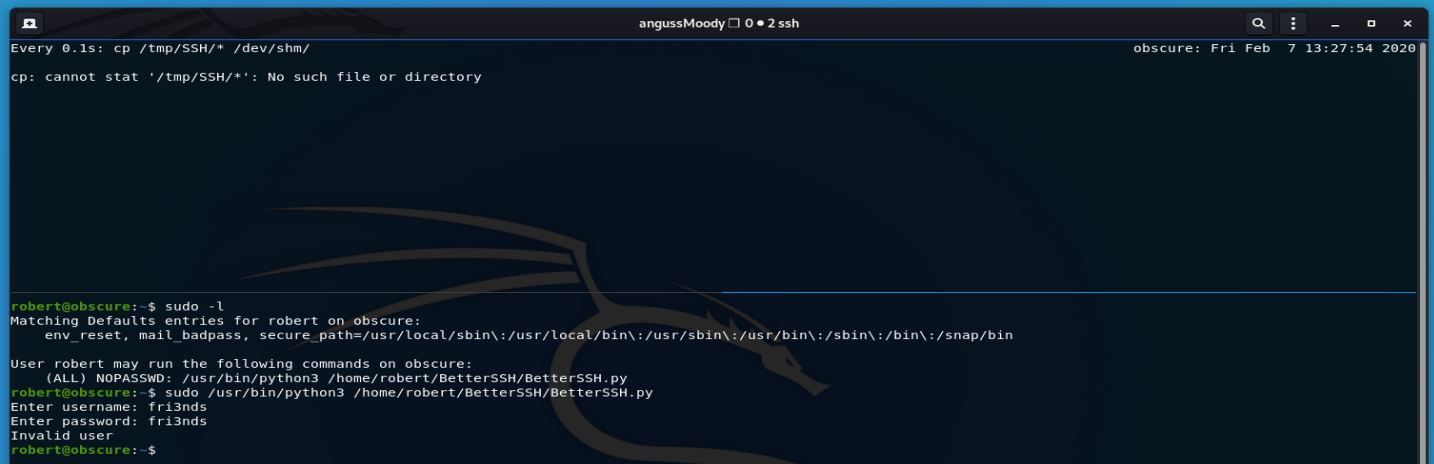 angussMoody ❐ 0 ● 2 ssh
Every 0.1s: cp /tmp/SSH/* /dev/shm/ obscure: Fri Feb  7 13:27:54 2020
cp: cannot stat '/tmp/SSH/*': No such file or directory
robert@obscure:~$ sudo -l
Matching Defaults entries for robert on obscure:
    env_reset, mail_badpass, secure_path=/usr/local/sbin\:/usr/local/bin\:/usr/sbin\:/usr/bin\:/sbin\:/bin\:/snap/bin
User robert may run the following commands on obscure:
    (ALL) NOPASSWD: /usr/bin/python3 /home/robert/BetterSSH/BetterSSH.py
robert@obscure:~$ sudo /usr/bin/python3 /home/robert/BetterSSH/BetterSSH.py
Enter username: fri3nds
Enter password: fri3nds
Invalid user
robert@obscure:~$